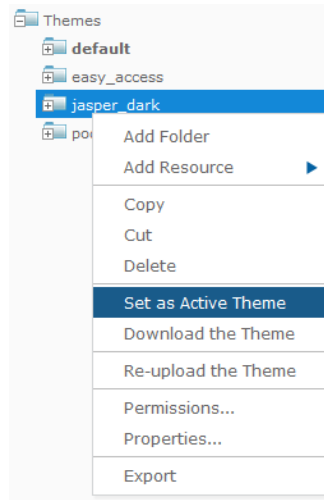 Themes
default
easy_access
jasper_dark
Add Folder
Add Resource
Copy
Cut
Delete
Set as Active Theme
Download the Theme
Re-upload the Theme
Permissions...
Properties...
Export